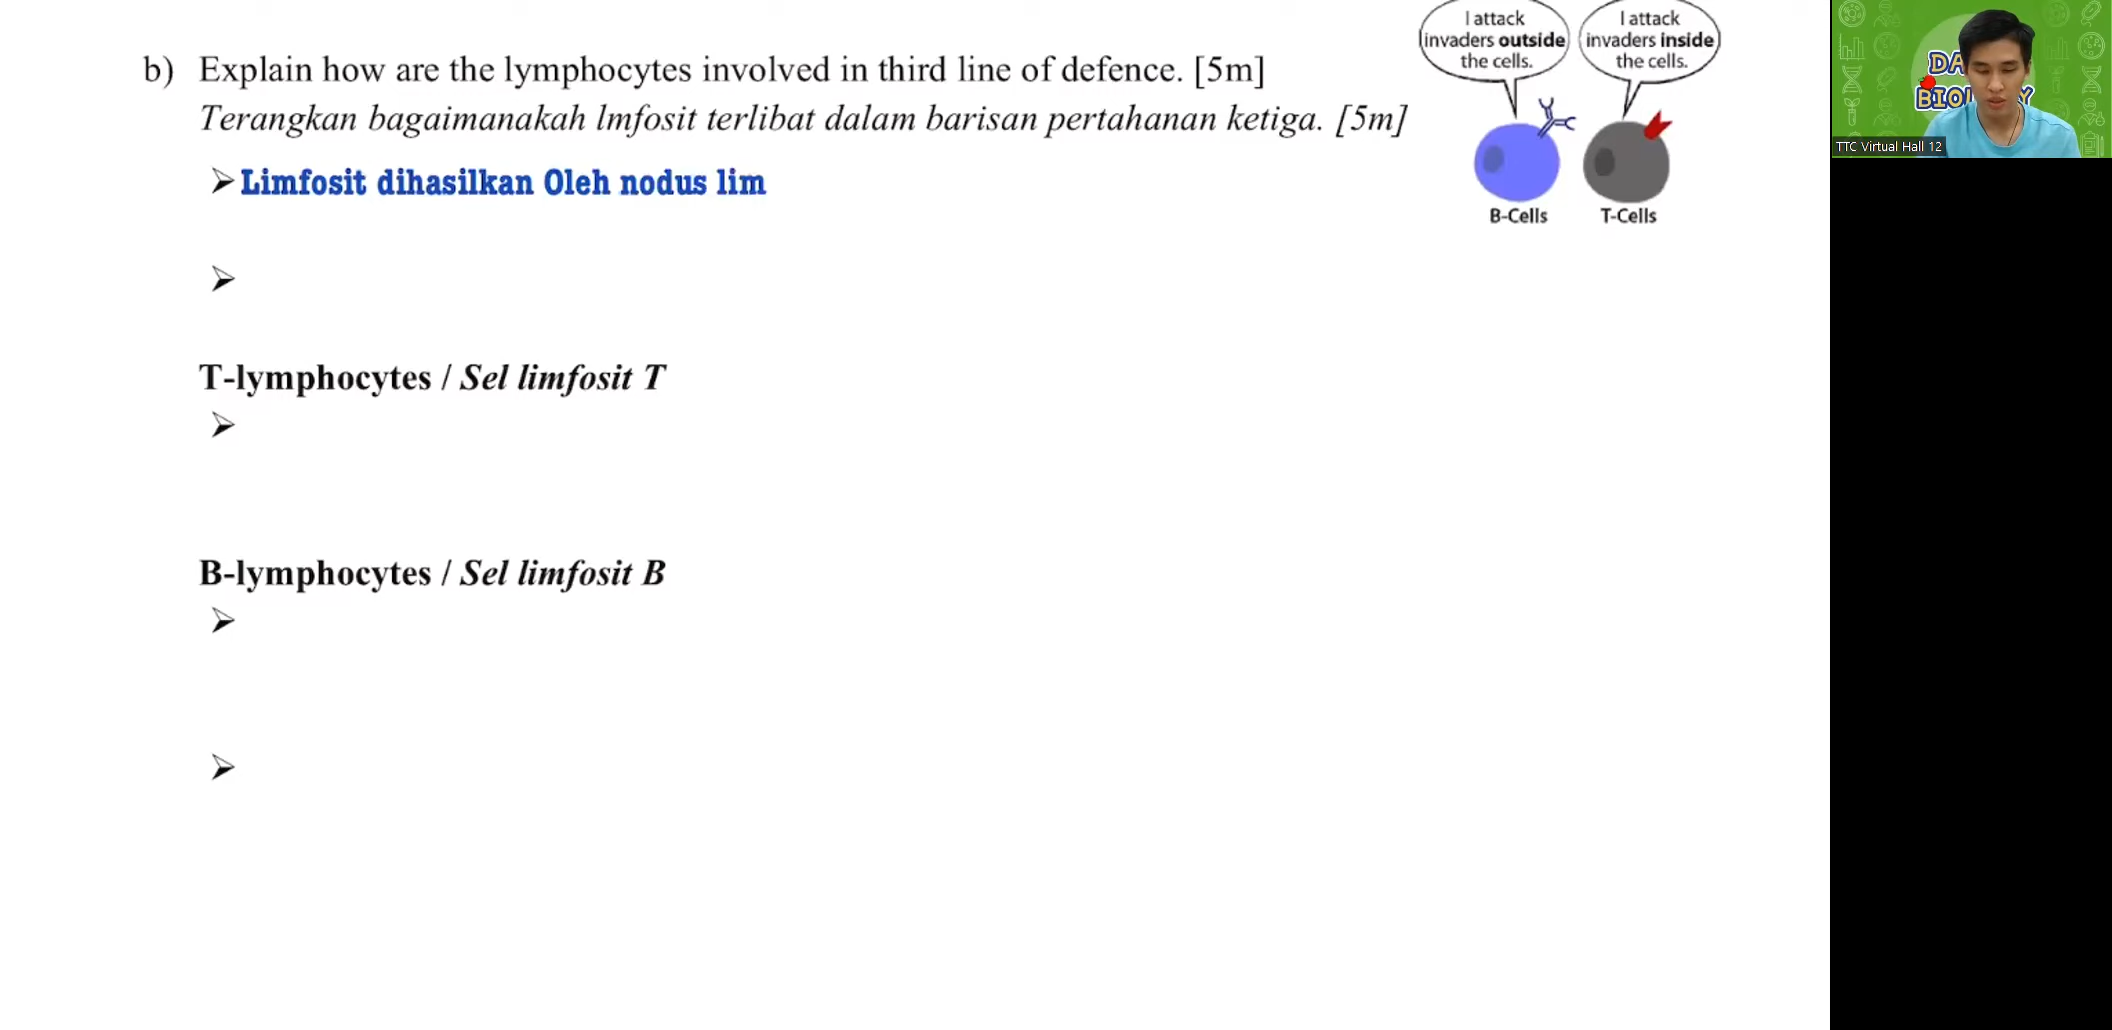 I attack
invaders outside
the cells.
I attack
invaders inside
the cells.
b) Explain how are the lymphocytes involved in third line of defence. [5m]
Terangkan bagaimanakah lmfosit terlibat dalam barisan pertahanan ketiga. [5m]
➢ Limfosit dihasilkan Oleh nodus lim
B-Cells
T-Cells
➢
T-lymphocytes / Sel limfosit T
➢
B-lymphocytes / Sel limfosit B
➢
➢
TTC Virtual Hall 12